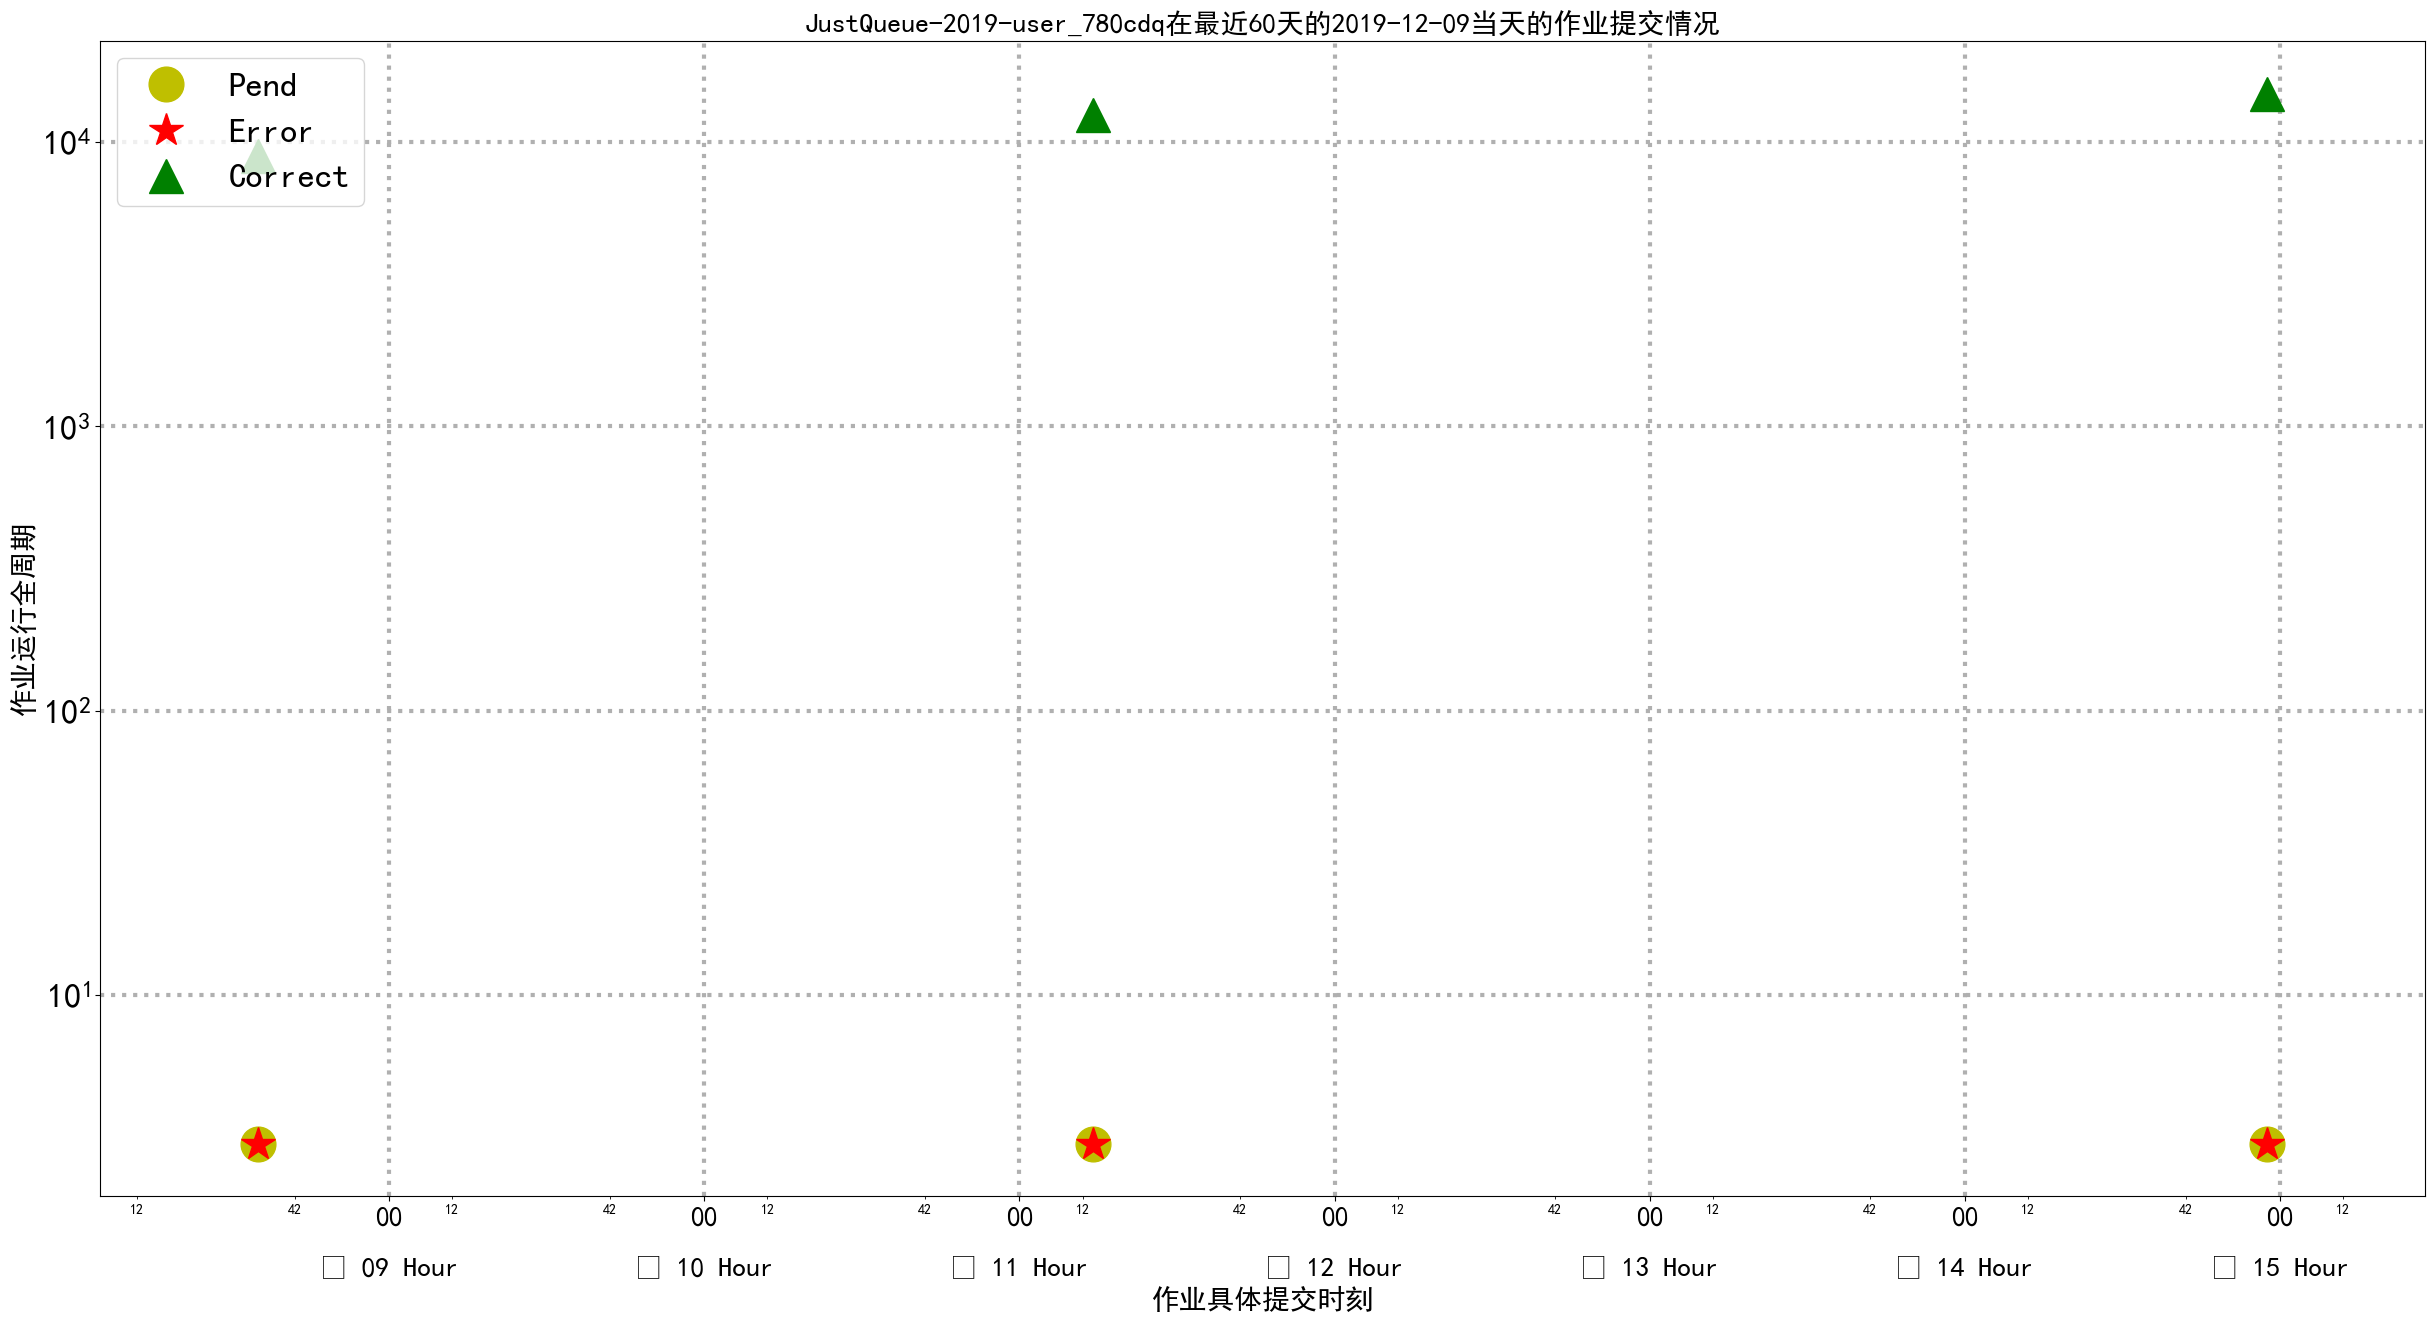 JustQueue-2019-user_780cdq在最近60天的2019-12-09当天的作业提交情况
Pend
Error
Correct
10⁴
10³
10²
10¹
作业运行全周期
12 42 00 12 42 00 12 42 00 12 42 00 12 42 00 12 42 00 12 42 00 12
□ 09 Hour □ 10 Hour □ 11 Hour □ 12 Hour □ 13 Hour □ 14 Hour □ 15 Hour
作业具体提交时刻